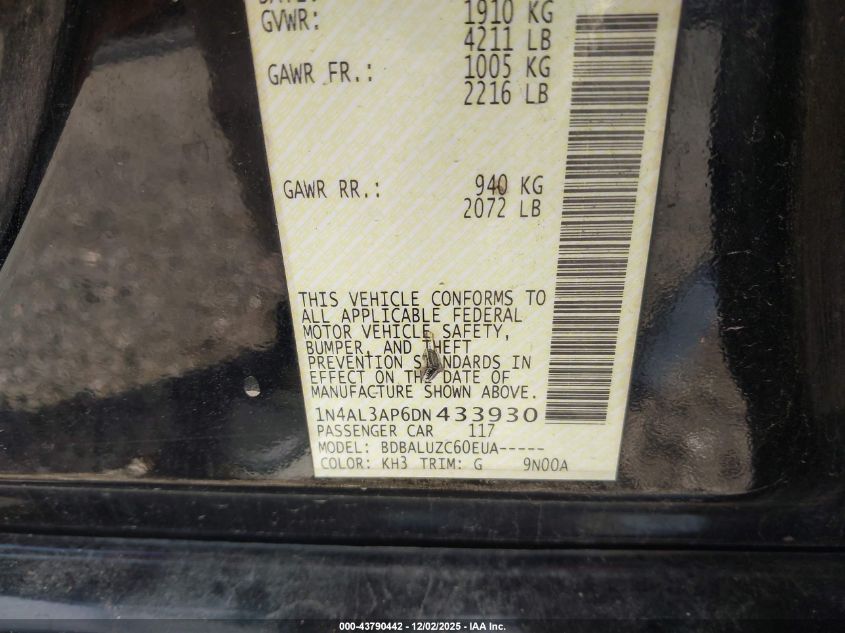 GVWR: 1910 KG
4211 LB
GAWR FR.: 1005 KG
2216 LB
GAWR RR.: 940 KG
2072 LB
THIS VEHICLE CONFORMS TO
ALL APPLICABLE FEDERAL
MOTOR VEHICLE SAFETY,
BUMPER, AND THEFT
PREVENTION STANDARDS IN
EFFECT ON THE DATE OF
MANUFACTURE SHOWN ABOVE.
1N4AL3AP6DN433930
PASSENGER CAR 117
MODEL: BDBALUZC60EUA-----
COLOR: KH3 TRIM: G 9N00A
000-43790442 - 12/02/2025 - IAA Inc.